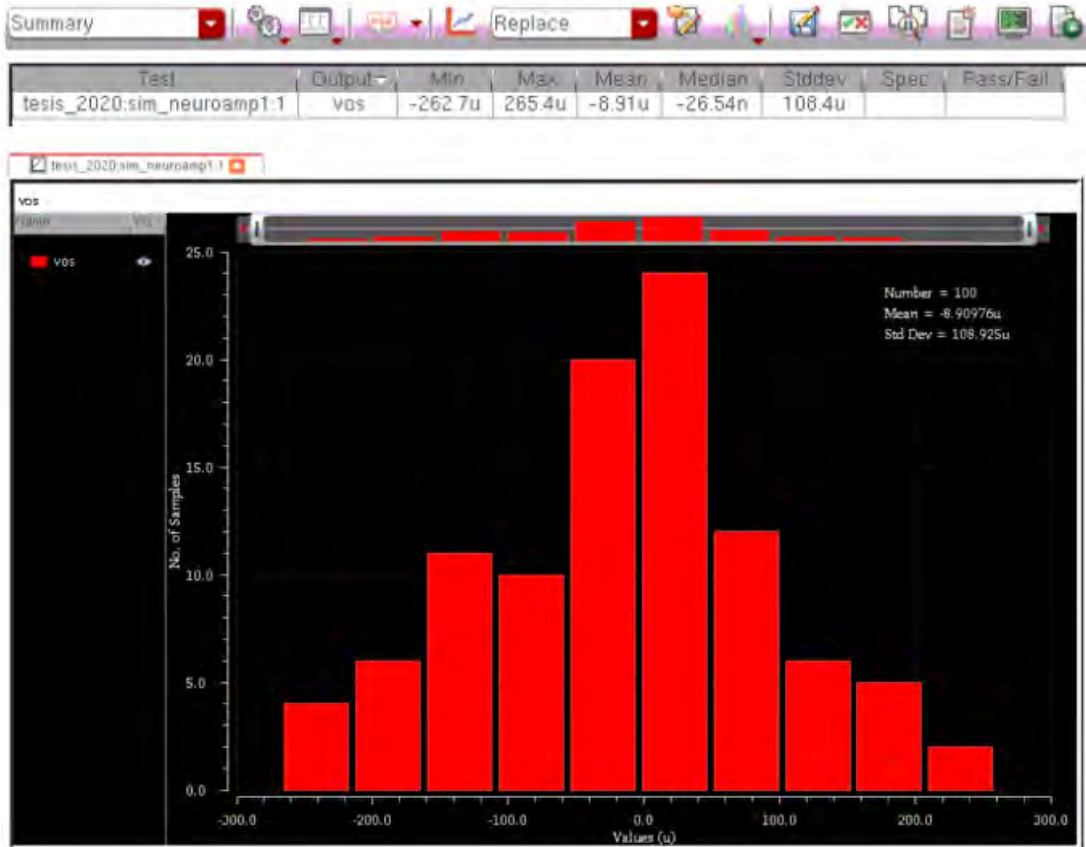 Summary Replace
Test Output Min Max Mean Median Stddev Spec Pass/Fail
tesis_2020:sim_neuroamp1:1 vos -262.7u 265.4u -8.91u -26.54n 108.4u
tesis_2020:sim_neuroamp1:1
vos
Name Vis
vos
25.0
20.0
15.0
10.0
5.0
0.0
No. of Samples
Number = 100
Mean = -8.90976u
Std Dev = 108.925u
-300.0 -200.0 -100.0 0.0 100.0 200.0 300.0
Values (u)